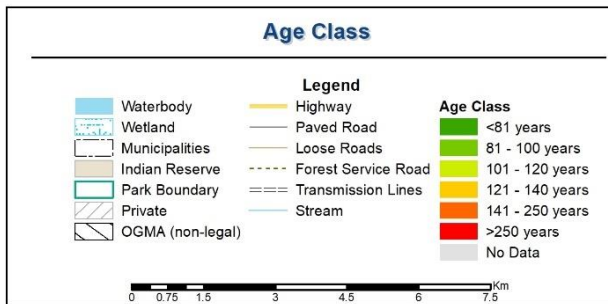 Age Class
Legend
Waterbody
Wetland
Municipalities
Indian Reserve
Park Boundary
Private
OGMA (non-legal)
Highway
Paved Road
Loose Roads
Forest Service Road
Transmission Lines
Stream
Age Class
<81 years
81 - 100 years
101 - 120 years
121 - 140 years
141 - 250 years
>250 years
No Data
Km
0 0.75 1.5 3 4.5 6 7.5